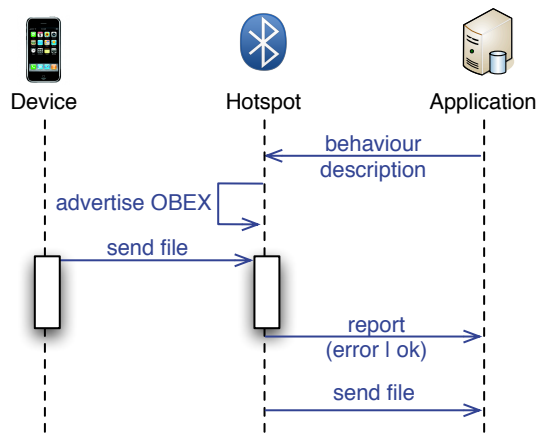 Device
Hotspot
Application
behaviour
description
advertise OBEX
send file
report
(error | ok)
send file